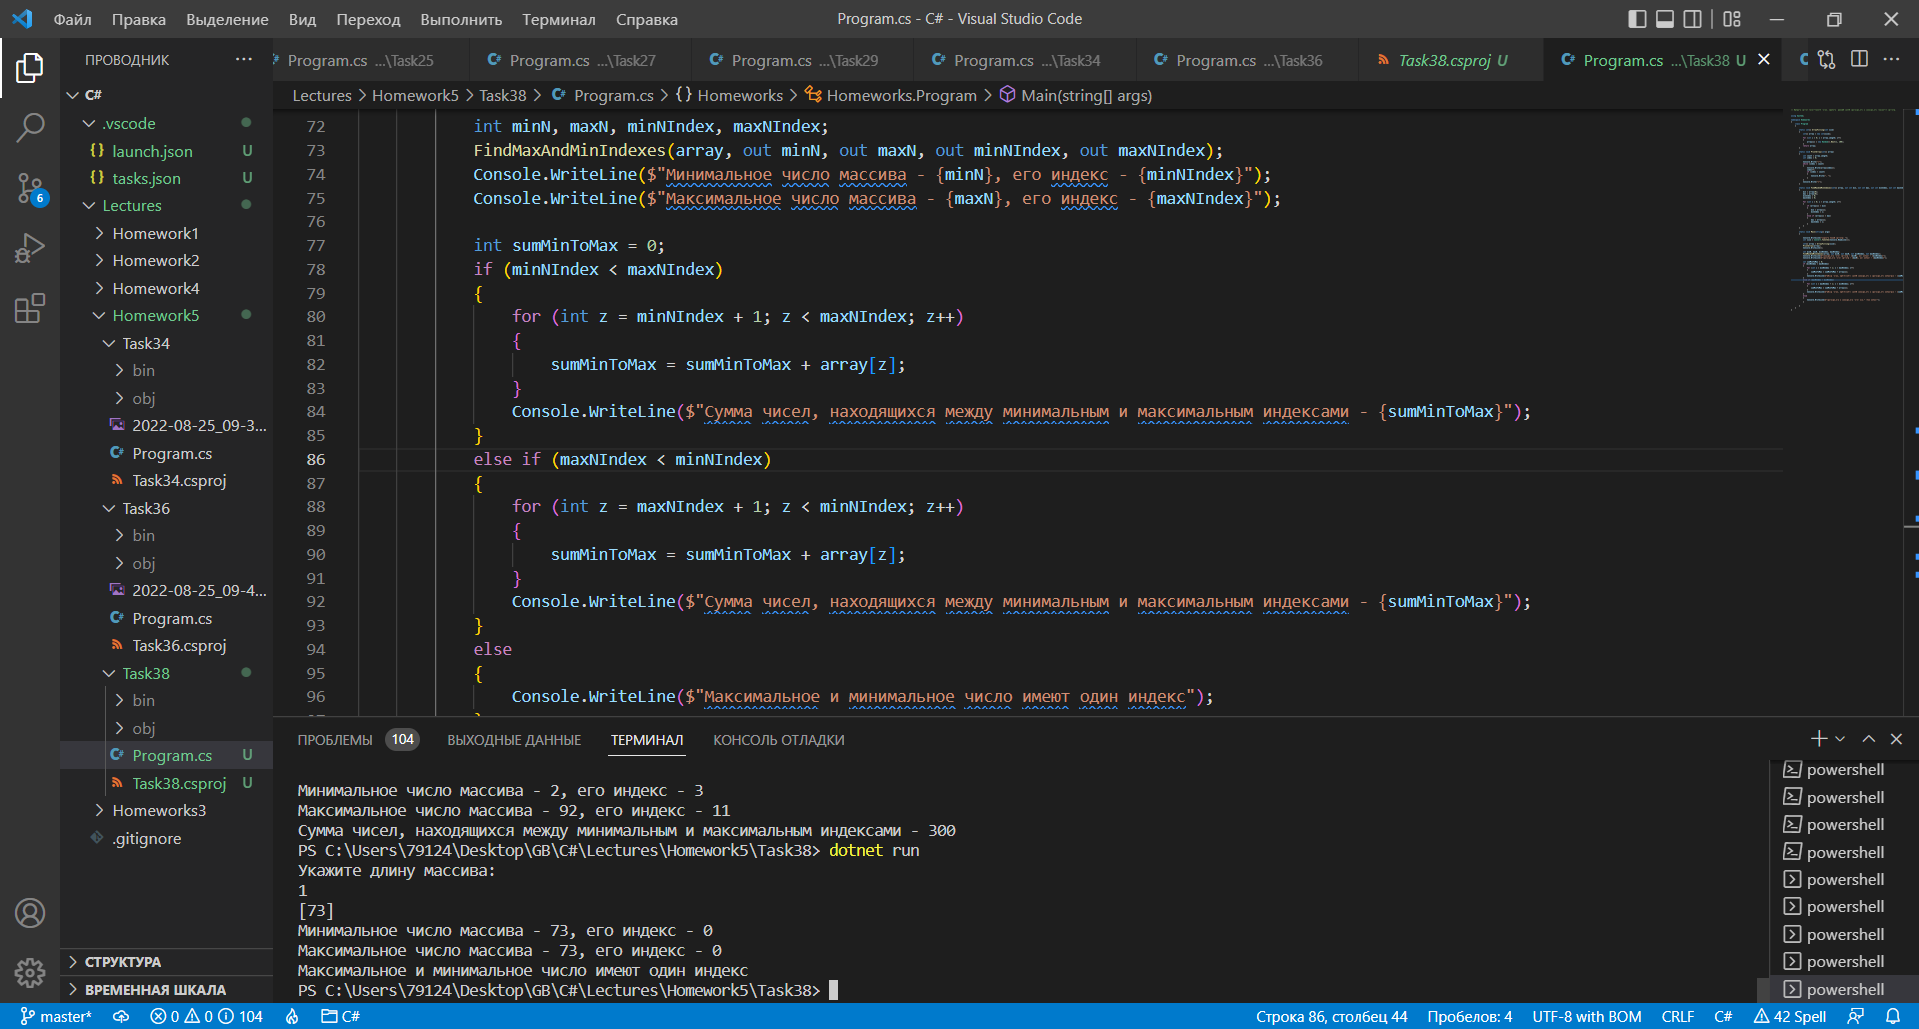 Файл Правка Выделение Вид Переход Выполнить Терминал Справка
Program.cs - C# - Visual Studio Code
ПРОВОДНИК
Program.cs ...\Task25
Program.cs ...\Task27
Program.cs ...\Task29
Program.cs ...\Task34
Program.cs ...\Task36
Task38.csproj U
Program.cs ...\Task38 U
Lectures > Homework5 > Task38 > Program.cs > {} Homeworks > Homeworks.Program > Main(string[] args)
C#
.vscode
launch.json U
tasks.json U
Lectures
Homework1
Homework2
Homework4
Homework5
Task34
bin
obj
2022-08-25_09-3...
Program.cs
Task34.csproj
Task36
bin
obj
2022-08-25_09-4...
Program.cs
Task36.csproj
Task38
bin
obj
Program.cs U
Task38.csproj U
Homeworks3
.gitignore
СТРУКТУРА
ВРЕМЕННАЯ ШКАЛА
6
72 int minN, maxN, minNIndex, maxNIndex;
73 FindMaxAndMinIndexes(array, out minN, out maxN, out minNIndex, out maxNIndex);
74 Console.WriteLine($"Минимальное число массива - {minN}, его индекс - {minNIndex}");
75 Console.WriteLine($"Максимальное число массива - {maxN}, его индекс - {maxNIndex}");
76
77 int sumMinToMax = 0;
78 if (minNIndex < maxNIndex)
79 {
80 for (int z = minNIndex + 1; z < maxNIndex; z++)
81 {
82 sumMinToMax = sumMinToMax + array[z];
83 }
84 Console.WriteLine($"Сумма чисел, находящихся между минимальным и максимальным индексами - {sumMinToMax}");
85 }
86 else if (maxNIndex < minNIndex)
87 {
88 for (int z = maxNIndex + 1; z < minNIndex; z++)
89 {
90 sumMinToMax = sumMinToMax + array[z];
91 }
92 Console.WriteLine($"Сумма чисел, находящихся между минимальным и максимальным индексами - {sumMinToMax}");
93 }
94 else
95 {
96 Console.WriteLine($"Максимальное и минимальное число имеют один индекс");
ПРОБЛЕМЫ 104 ВЫХОДНЫЕ ДАННЫЕ ТЕРМИНАЛ КОНСОЛЬ ОТЛАДКИ
Минимальное число массива - 2, его индекс - 3
Максимальное число массива - 92, его индекс - 11
Сумма чисел, находящихся между минимальным и максимальным индексами - 300
PS C:\Users\79124\Desktop\GB\C#\Lectures\Homework5\Task38> dotnet run
Укажите длину массива:
1
[73]
Минимальное число массива - 73, его индекс - 0
Максимальное число массива - 73, его индекс - 0
Максимальное и минимальное число имеют один индекс
PS C:\Users\79124\Desktop\GB\C#\Lectures\Homework5\Task38>
powershell
powershell
powershell
powershell
powershell
powershell
powershell
powershell
powershell
master* 0 0 104 C# Строка 86, столбец 44 Пробелов: 4 UTF-8 with BOM CRLF C# 42 Spell